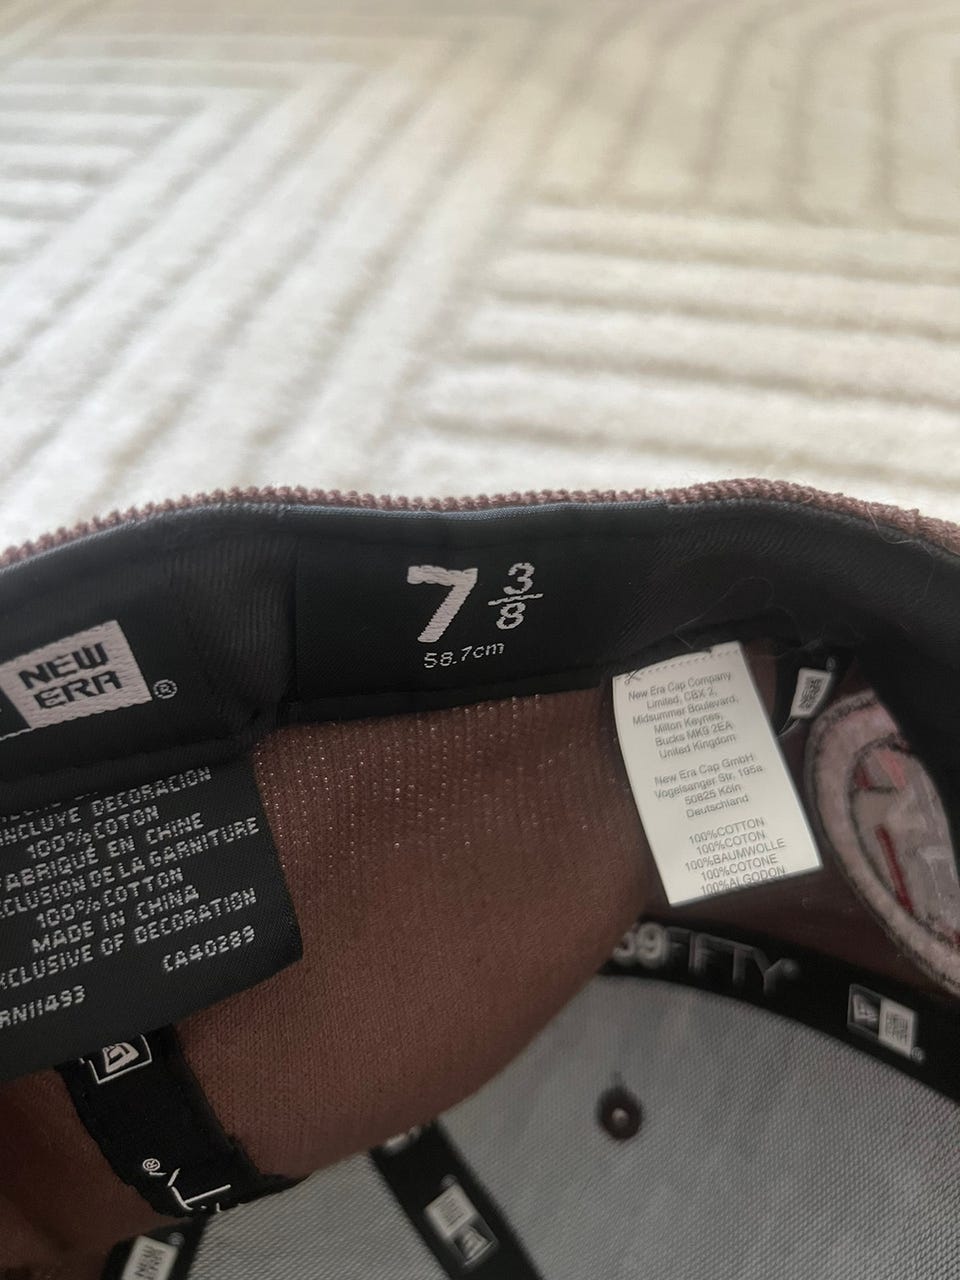 NEW
ERA ®
7 3/8
58.7cm
INCLUYE DECORACION
100% COTON
FABRIQUÉ EN CHINE
EXCLUSION DE LA GARNITURE
100% COTTON
MADE IN CHINA
EXCLUSIVE OF DECORATION
CA40289
RN11493
New Era Cap Company
Limited, CBX 2,
Midsummer Boulevard,
Milton Keynes,
Bucks MK9 2EA
United Kingdom
New Era Cap GmbH
Vogelsanger Str, 195a
50825 Köln
Deutschland
100%COTTON
100%COTON
100%BAUMWOLLE
100%COTONE
100%ALGODON
59FIFTY®
NEW
ERA